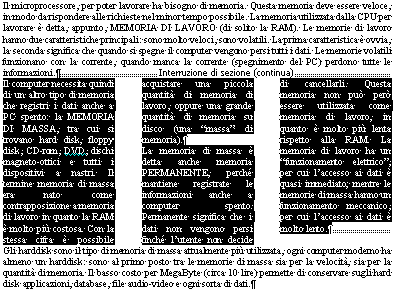 Il microprocessore, per poter lavorare ha bisogno di memoria. Questa memoria deve essere veloce,
in modo da rispondere alle richieste nel minor tempo possibile. La memoria utilizzata dalla CPU per
lavorare è detta, appunto, MEMORIA DI LAVORO (di solito la RAM). Le memorie di lavoro
hanno due caratteristiche principali: sono molto veloci, sono volatili. La prima caratteristica è ovvia,
la seconda significa che quando si spegne il computer vengono persi tutti i dati. Le memorie volatili
funzionano con la corrente, quando manca la corrente (spegnimento del PC) perdono tutte le
informazioni.¶ Interruzione di sezione (continua)
Il computer necessita quindi
di un altro tipo di memoria
che registri i dati anche a
PC spento: la MEMORIA
DI MASSA, tra cui si
trovano hard disk; floppy
disk; CD-rom; DVD; dischi
magneto-ottici e tutti i
dispositivi a nastri. Il
termine memoria di massa
era nato come
contrapposizione a memoria
di lavoro in quanto la RAM
è molto più costosa. Con la
stessa cifra è possibile
acquistare una piccola
quantità di memoria di
lavoro, oppure una grande
quantità di memoria su
disco (una "massa" di
memoria).¶
La memoria di massa è
detta anche memoria
PERMANENTE, perché
mantiene registrate le
informazioni anche a
computer spento.
Permanente significa che i
dati non vengono persi
finché l'utente non decide
di cancellarli. Questa
memoria non può però
essere utilizzata come
memoria di lavoro, in
quanto è molto più lenta
rispetto alla RAM. La
memoria di lavoro ha un
"funzionamento elettrico";
per cui l'accesso ai dati è
quasi immediato; mentre le
memorie di massa hanno un
funzionamento meccanico,
per cui l'accesso ai dati è
molto lento.¶
Gli hard disk sono il tipo di memoria di massa attualmente più utilizzata, ogni computer moderno ha
almeno un hard disk: sono al primo posto tra le memorie di massa sia per la velocità, sia per la
quantità di memoria. Il basso costo per MegaByte (circa 10 lire) permette di conservare sugli hard
disk applicazioni, database, file audio-video e ogni sorta di dati.¶